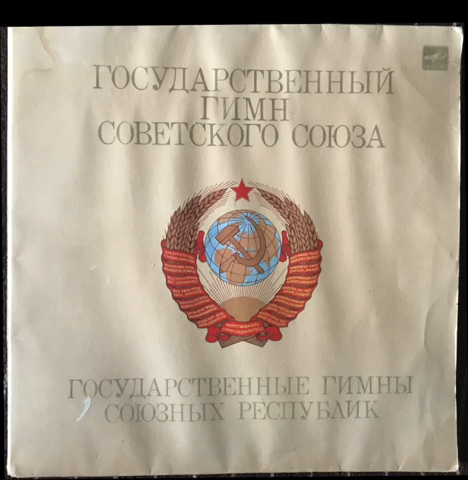 ГОСУДАРСТВЕННЫЙ
ГИМН
СОВЕТСКОГО СОЮЗА
ГОСУДАРСТВЕННЫЕ ГИМНЫ
СОЮЗНЫХ РЕСПУБЛИК